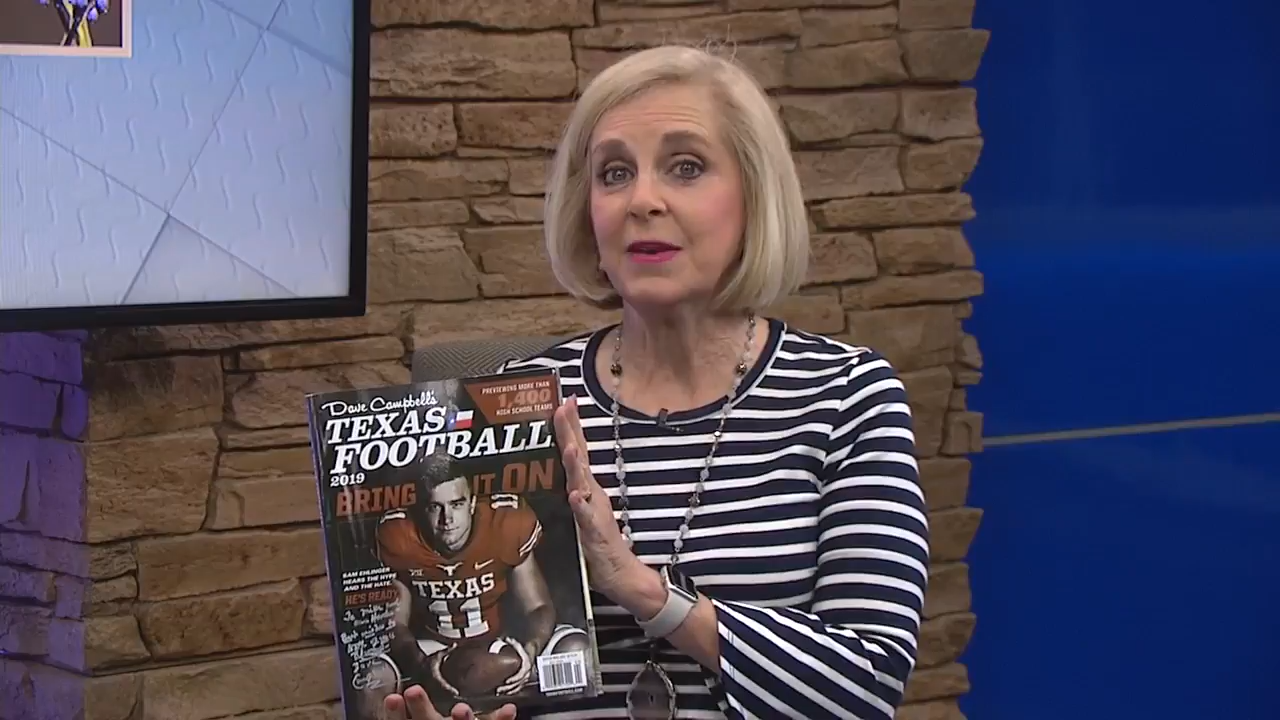 Dave Campbell's
TEXAS
FOOTBALL
2019
PREVIEWING MORE THAN
1,400
HIGH SCHOOL TEAMS
BRING IT ON
SAM EHLINGER
HEARS THE HYPE
AND THE HATE.
HE'S READY
TEXAS
11